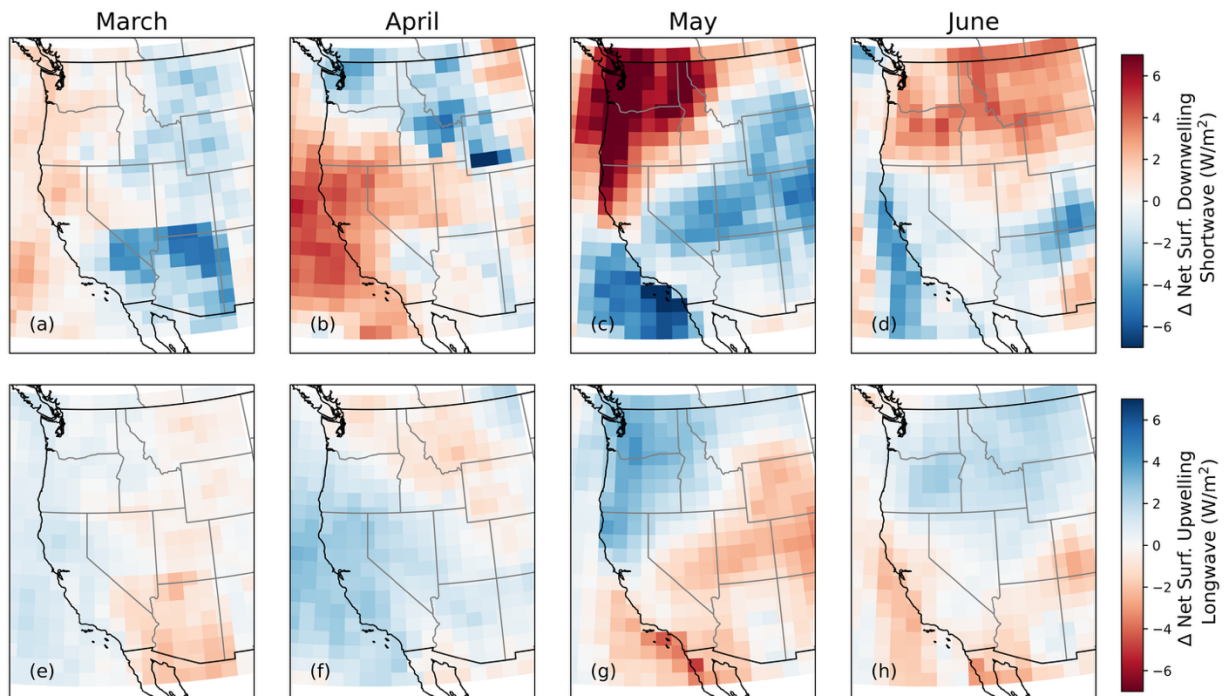 March April May June
(a) (b) (c) (d)
6
4
2
0
−2
−4
−6
Δ Net Surf. Downwelling
Shortwave (W/m²)
(e) (f) (g) (h)
6
4
2
0
−2
−4
−6
Δ Net Surf. Upwelling
Longwave (W/m²)